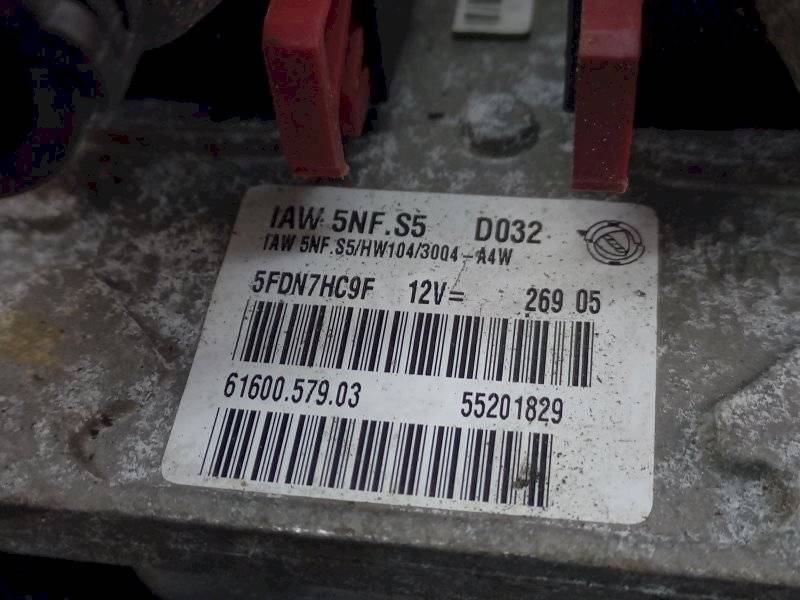 IAW 5NF.S5 D032
IAW 5NF.S5/HW104/3004-A4W
5FDN7HC9F 12V= 269 05
61600.579.03 55201829